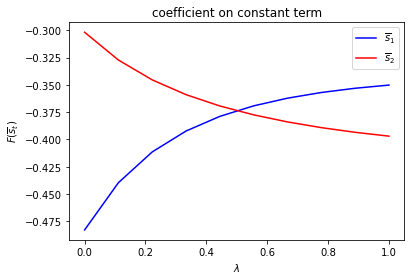 coefficient on constant term
−0.300
−0.325
−0.350
−0.375
−0.400
−0.425
−0.450
−0.475
F(s̅ₜ)
s̅₁
s̅₂
0.0 0.2 0.4 0.6 0.8 1.0
λ